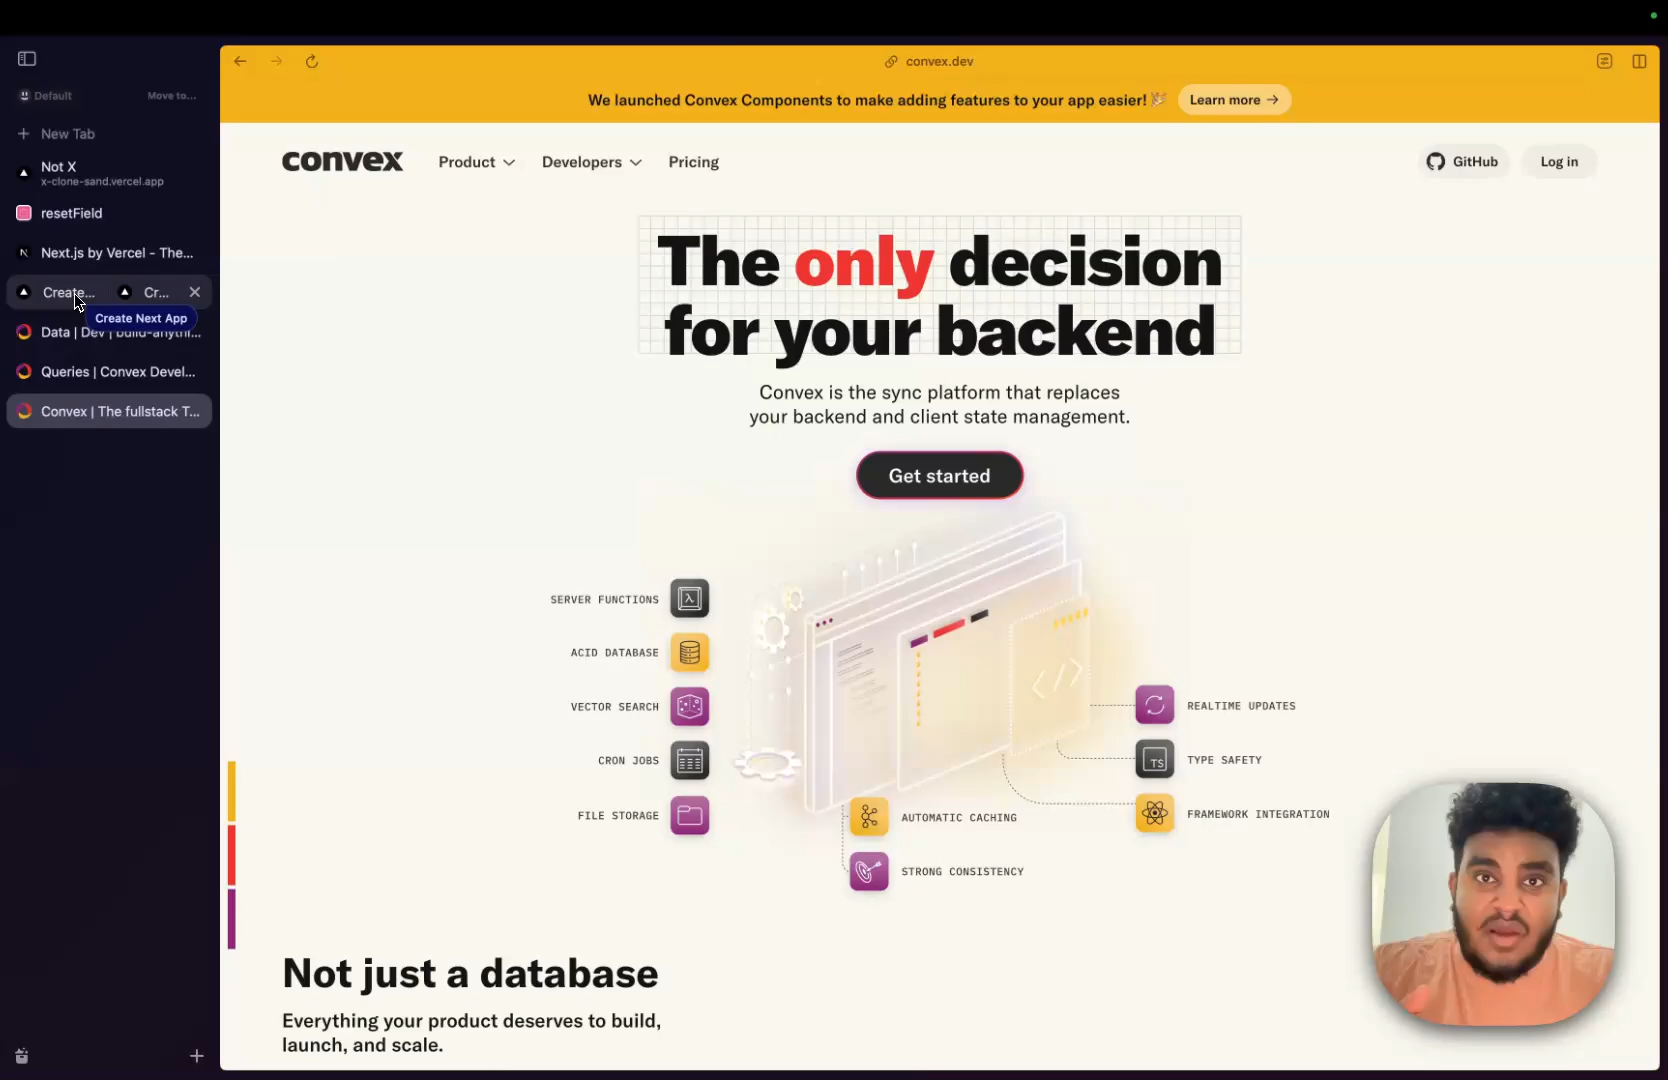 Default
Move to...
New Tab
Not X
x-clone-sand.vercel.app
resetField
Next.js by Vercel - The...
Create...
Cr...
Create Next App
Data | Dev | build-anythi...
Queries | Convex Devel...
Convex | The fullstack T...
convex.dev
We launched Convex Components to make adding features to your app easier! 🎉
Learn more →
convex
Product
Developers
Pricing
GitHub
Log in
The only decision
for your backend
Convex is the sync platform that replaces
your backend and client state management.
Get started
SERVER FUNCTIONS
ACID DATABASE
VECTOR SEARCH
CRON JOBS
FILE STORAGE
</>
TS
REALTIME UPDATES
TYPE SAFETY
FRAMEWORK INTEGRATION
AUTOMATIC CACHING
STRONG CONSISTENCY
Not just a database
Everything your product deserves to build,
launch, and scale.